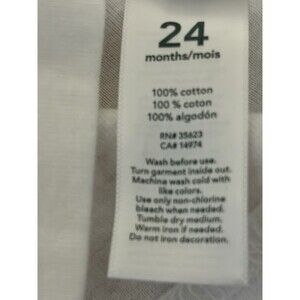 24
months/mois
100% cotton
100 % coton
100% algodón
RN# 35623
CA# 14974
Wash before use.
Turn garment inside out.
Machine wash cold with
like colors.
Use only non-chlorine
bleach when needed.
Tumble dry medium.
Warm iron if needed.
Do not iron decoration.